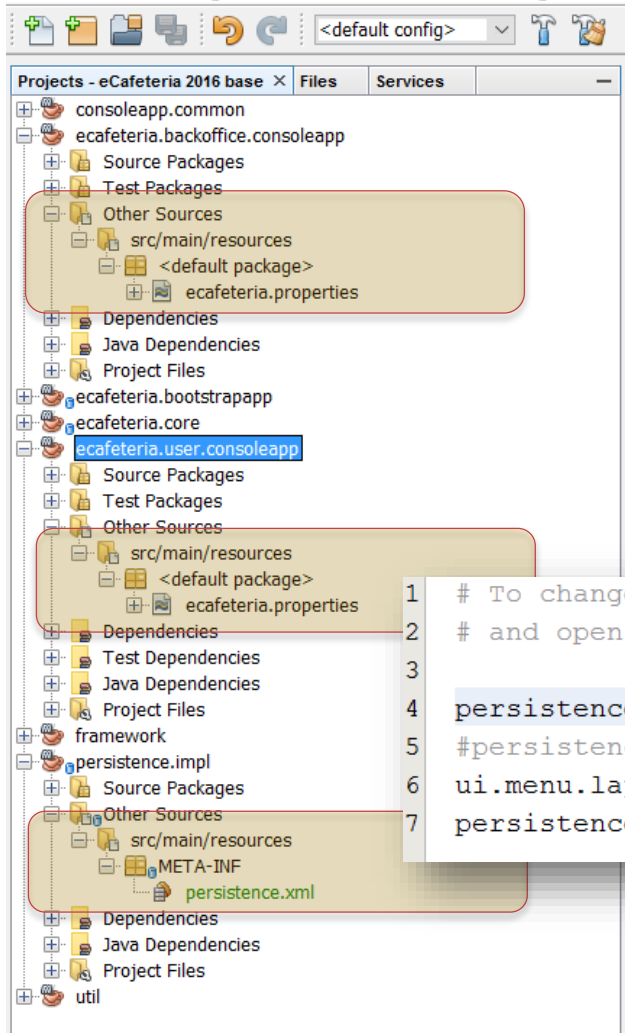 <default config>
Projects - eCafeteria 2016 base × Files Services
consoleapp.common
ecafeteria.backoffice.consoleapp
Source Packages
Test Packages
Other Sources
src/main/resources
<default package>
ecafeteria.properties
Dependencies
Java Dependencies
Project Files
ecafeteria.bootstrapapp
ecafeteria.core
ecafeteria.user.consoleapp
Source Packages
Test Packages
Other Sources
src/main/resources
<default package>
ecafeteria.properties
Dependencies
Test Dependencies
Java Dependencies
Project Files
framework
persistence.impl
Source Packages
Other Sources
src/main/resources
META-INF
persistence.xml
Dependencies
Java Dependencies
Project Files
util
1 # To change
2 # and open
3
4 persistence
5 #persisten
6 ui.menu.la
7 persistence